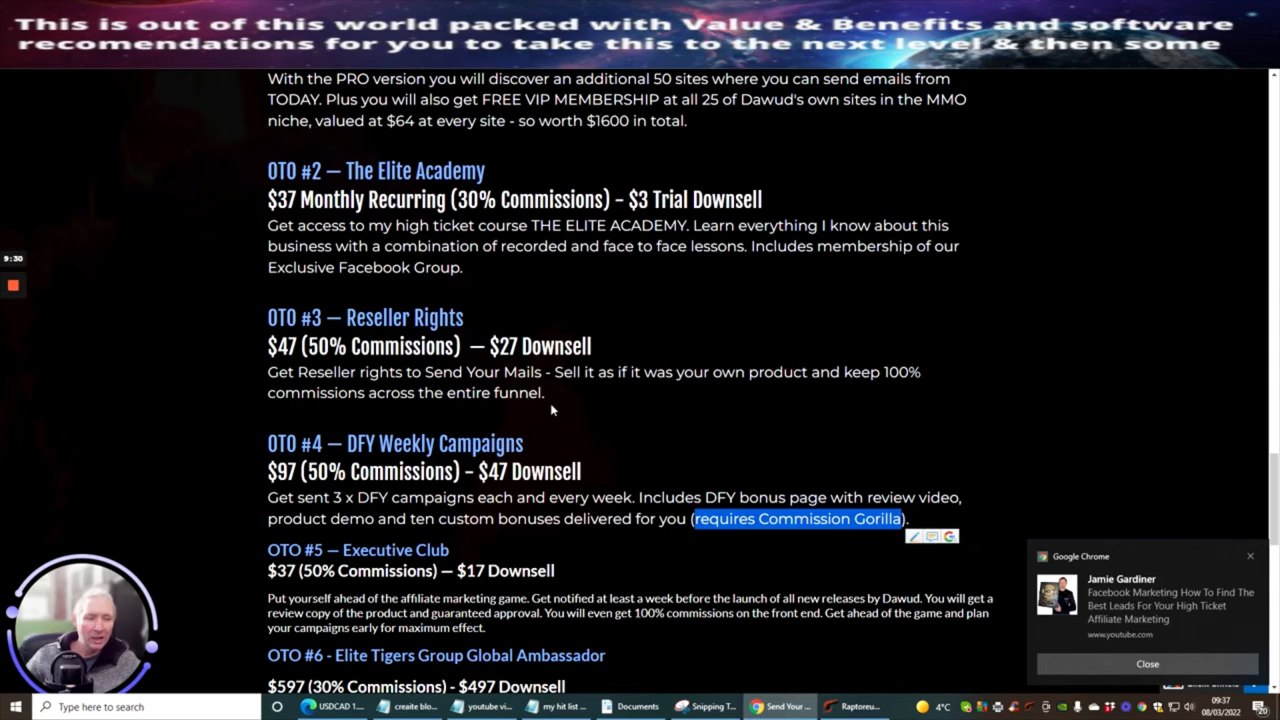 This is out of this world packed with Value & Benefits and software
recomendations for you to take this to the next level & then some
With the PRO version you will discover an additional 50 sites where you can send emails from
TODAY. Plus you will also get FREE VIP MEMBERSHIP at all 25 of Dawud's own sites in the MMO
niche, valued at $64 at every site - so worth $1600 in total.
OTO #2 — The Elite Academy
$37 Monthly Recurring (30% Commissions) – $3 Trial Downsell
Get access to my high ticket course THE ELITE ACADEMY. Learn everything I know about this
business with a combination of recorded and face to face lessons. Includes membership of our
Exclusive Facebook Group.
9:30
OTO #3 — Reseller Rights
$47 (50% Commissions) — $27 Downsell
Get Reseller rights to Send Your Mails - Sell it as if it was your own product and keep 100%
commissions across the entire funnel.
OTO #4 — DFY Weekly Campaigns
$97 (50% Commissions) – $47 Downsell
Get sent 3 x DFY campaigns each and every week. Includes DFY bonus page with review video,
product demo and ten custom bonuses delivered for you (requires Commission Gorilla).
OTO #5 — Executive Club
$37 (50% Commissions) — $17 Downsell
Put yourself ahead of the affiliate marketing game. Get notified at least a week before the launch of all new releases by Dawud. You will get a
review copy of the product and guaranteed approval. You will even get 100% commissions on the front end. Get ahead of the game and plan
your campaigns early for maximum effect.
OTO #6 - Elite Tigers Group Global Ambassador
$597 (30% Commissions) - $497 Downsell
Google Chrome
Jamie Gardiner
Facebook Marketing How To Find The
Best Leads For Your High Ticket
Affiliate Marketing
www.youtube.com
Close
Type here to search
USDCAD 1....
creaite blo...
youtube vi...
my hit list ...
Documents
Snipping T...
Send Your ...
Raptoreu...
4°C
09:37
08/03/2022
20